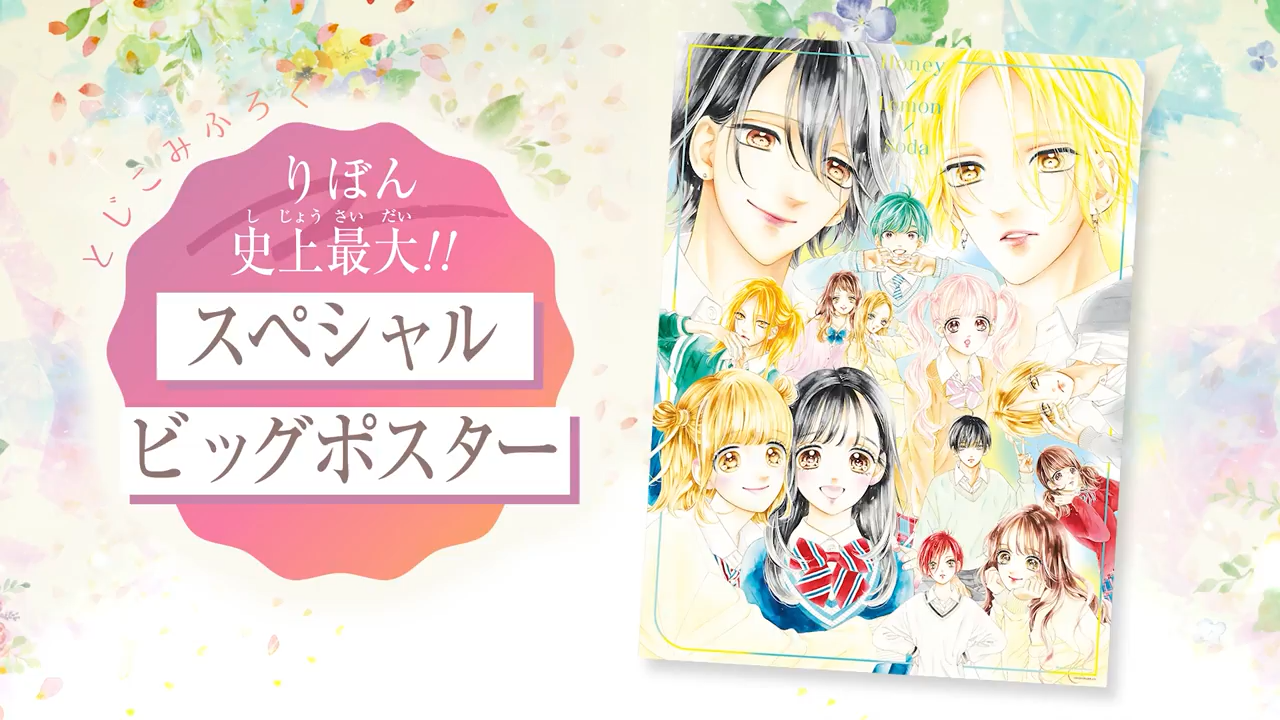 とじこみふろく
りぼん
しじょうさいだい
史上最大!!
スペシャル
ビッグポスター
Honey
Lemon
Soda